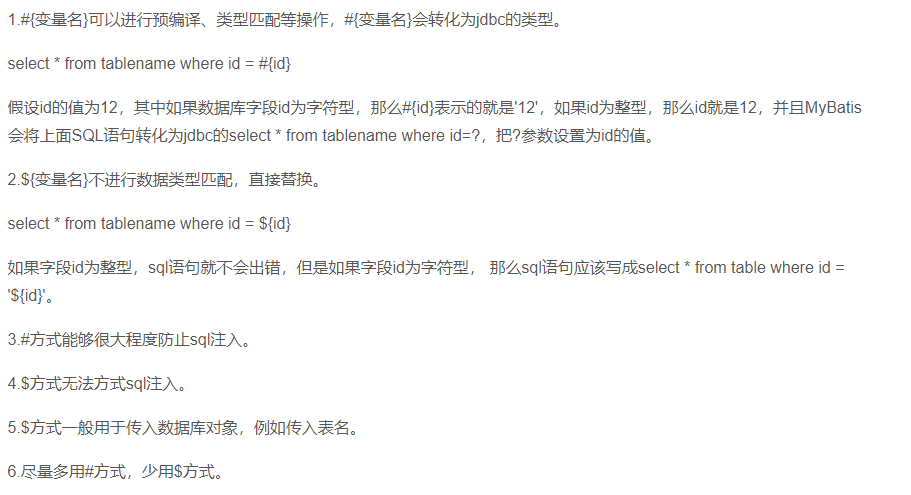 1.#{变量名}可以进行预编译、类型匹配等操作，#{变量名}会转化为jdbc的类型。
select * from tablename where id = #{id}
假设id的值为12，其中如果数据库字段id为字符型，那么#{id}表示的就是'12'，如果id为整型，那么id就是12，并且MyBatis
会将上面SQL语句转化为jdbc的select * from tablename where id=?，把?参数设置为id的值。
2.${变量名}不进行数据类型匹配，直接替换。
select * from tablename where id = ${id}
如果字段id为整型，sql语句就不会出错，但是如果字段id为字符型， 那么sql语句应该写成select * from table where id =
'${id}'。
3.#方式能够很大程度防止sql注入。
4.$方式无法方式sql注入。
5.$方式一般用于传入数据库对象，例如传入表名。
6.尽量多用#方式，少用$方式。